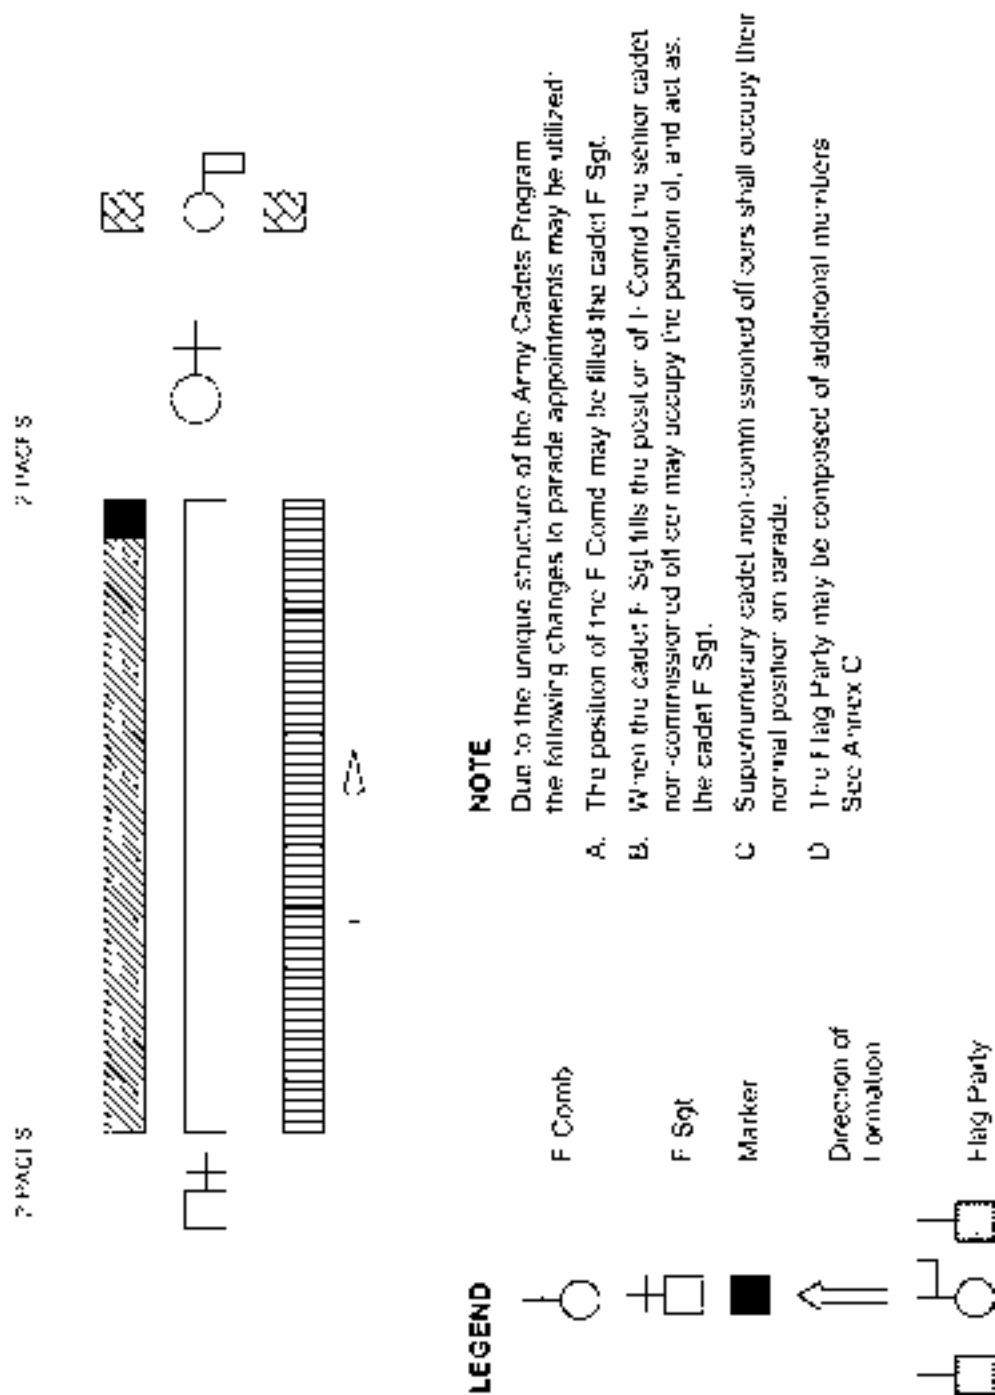 2 PACES
2 PACES
LEGEND
F Comb
F Sgt
Marker
Direction of
Formation
Flag Party
NOTE
Due to the unique structure of the Army Cadets Program
the following changes to parade appointments may be utilized:
A. The position of the F Comd may be filled the cadet F Sgt.
B. When the cadet F Sgt fills the position of F Comd the senior cadet
non-commissioned officer may occupy the position of, and act as,
the cadet F Sgt.
C Supernumerary cadet non-commissioned officers shall occupy their
normal position on parade.
D The Flag Party may be composed of additional members
See Annex C